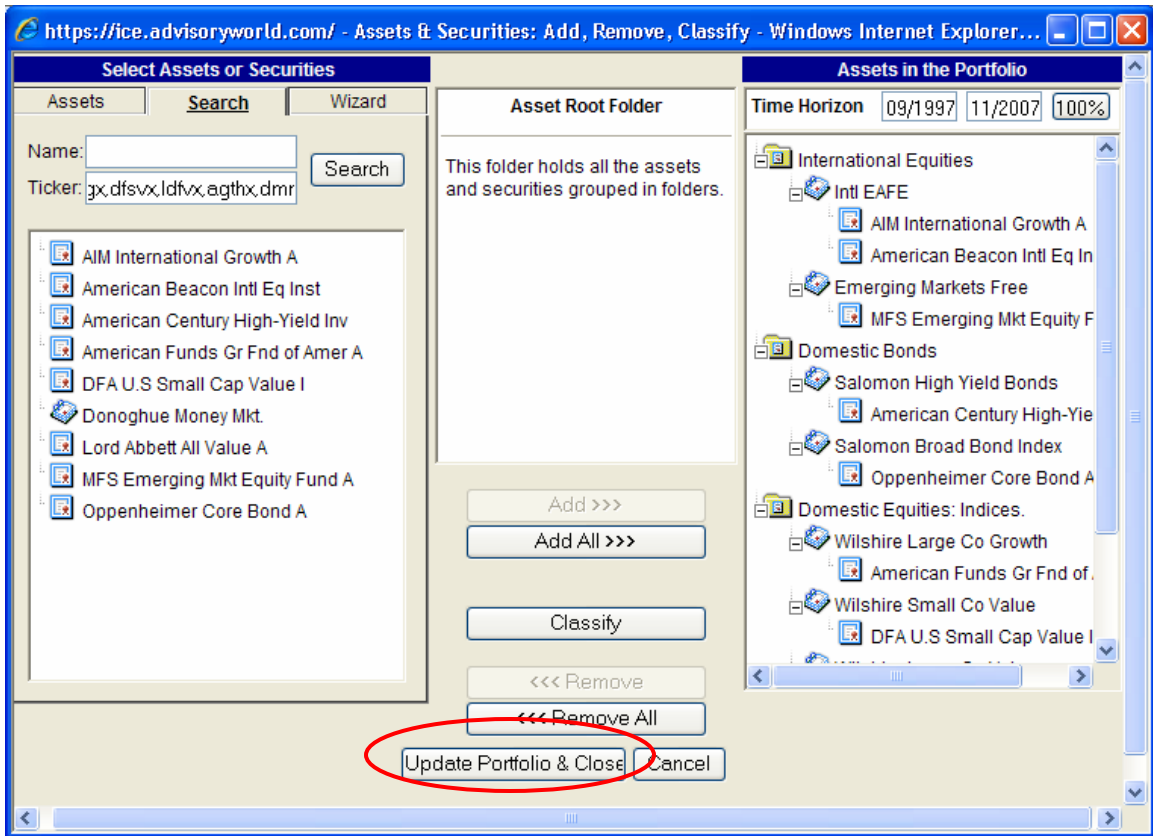 https://ice.advisoryworld.com/ - Assets & Securities: Add, Remove, Classify - Windows Internet Explorer...
Select Assets or Securities
Assets
Search
Wizard
Name:
Search
Ticker:
gx,dfsvx,ldfvx,agthx,dmr
AIM International Growth A
American Beacon Intl Eq Inst
American Century High-Yield Inv
American Funds Gr Fnd of Amer A
DFA U.S Small Cap Value I
Donoghue Money Mkt.
Lord Abbett All Value A
MFS Emerging Mkt Equity Fund A
Oppenheimer Core Bond A
Asset Root Folder
This folder holds all the assets
and securities grouped in folders.
Add >>>
Add All >>>
Classify
<<< Remove
<<< Remove All
Update Portfolio & Close
Cancel
Assets in the Portfolio
Time Horizon 09/1997 11/2007 100%
International Equities
Intl EAFE
AIM International Growth A
American Beacon Intl Eq In
Emerging Markets Free
MFS Emerging Mkt Equity F
Domestic Bonds
Salomon High Yield Bonds
American Century High-Yie
Salomon Broad Bond Index
Oppenheimer Core Bond A
Domestic Equities: Indices.
Wilshire Large Co Growth
American Funds Gr Fnd of
Wilshire Small Co Value
DFA U.S Small Cap Value I